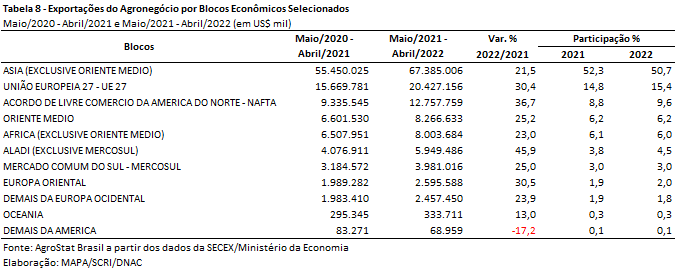 Tabela 8 - Exportações do Agronegócio por Blocos Econômicos Selecionados
Maio/2020 - Abril/2021 e Maio/2021 - Abril/2022 (em US$ mil)
Blocos Maio/2020 - Abril/2021 Maio/2021 - Abril/2022 Var. % 2022/2021 Participação % 2021 2022
ASIA (EXCLUSIVE ORIENTE MEDIO) 55.450.025 67.385.006 21,5 52,3 50,7
UNIÃO EUROPEIA 27 - UE 27 15.669.781 20.427.156 30,4 14,8 15,4
ACORDO DE LIVRE COMERCIO DA AMERICA DO NORTE - NAFTA 9.335.545 12.757.759 36,7 8,8 9,6
ORIENTE MEDIO 6.601.530 8.266.633 25,2 6,2 6,2
AFRICA (EXCLUSIVE ORIENTE MEDIO) 6.507.951 8.003.684 23,0 6,1 6,0
ALADI (EXCLUSIVE MERCOSUL) 4.076.911 5.949.486 45,9 3,8 4,5
MERCADO COMUM DO SUL - MERCOSUL 3.184.572 3.981.016 25,0 3,0 3,0
EUROPA ORIENTAL 1.989.282 2.595.588 30,5 1,9 2,0
DEMAIS DA EUROPA OCIDENTAL 1.983.410 2.457.450 23,9 1,9 1,8
OCEANIA 295.345 333.711 13,0 0,3 0,3
DEMAIS DA AMERICA 83.271 68.959 -17,2 0,1 0,1
Fonte: AgroStat Brasil a partir dos dados da SECEX/Ministério da Economia
Elaboração: MAPA/SCRI/DNAC